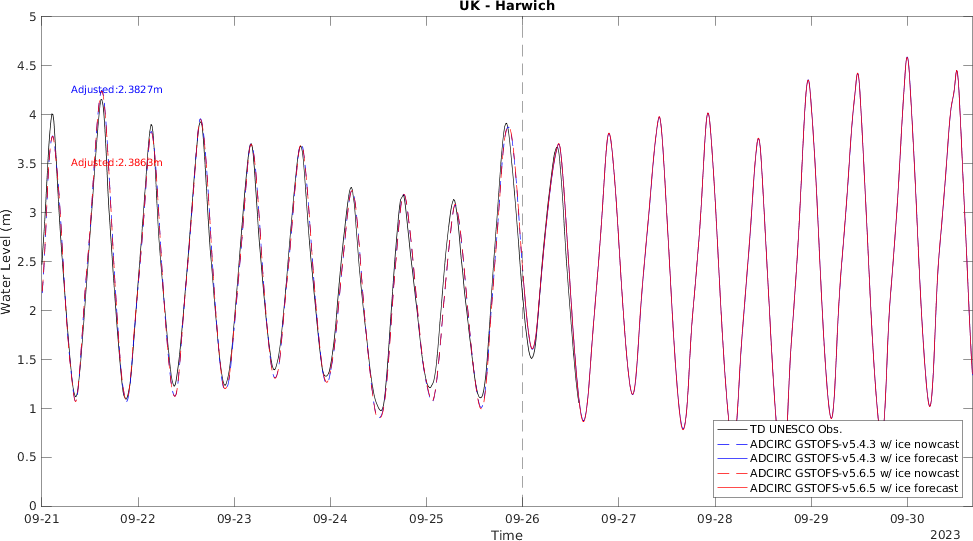 UK - Harwich
5
4.5
4
3.5
3
2.5
2
1.5
1
0.5
0
Water Level (m)
Adjusted:2.3827m
Adjusted:2.3863m
TD UNESCO Obs.
ADCIRC GSTOFS-v5.4.3 w/ ice nowcast
ADCIRC GSTOFS-v5.4.3 w/ ice forecast
ADCIRC GSTOFS-v5.6.5 w/ ice nowcast
ADCIRC GSTOFS-v5.6.5 w/ ice forecast
09-21 09-22 09-23 09-24 09-25 09-26 09-27 09-28 09-29 09-30
Time
2023